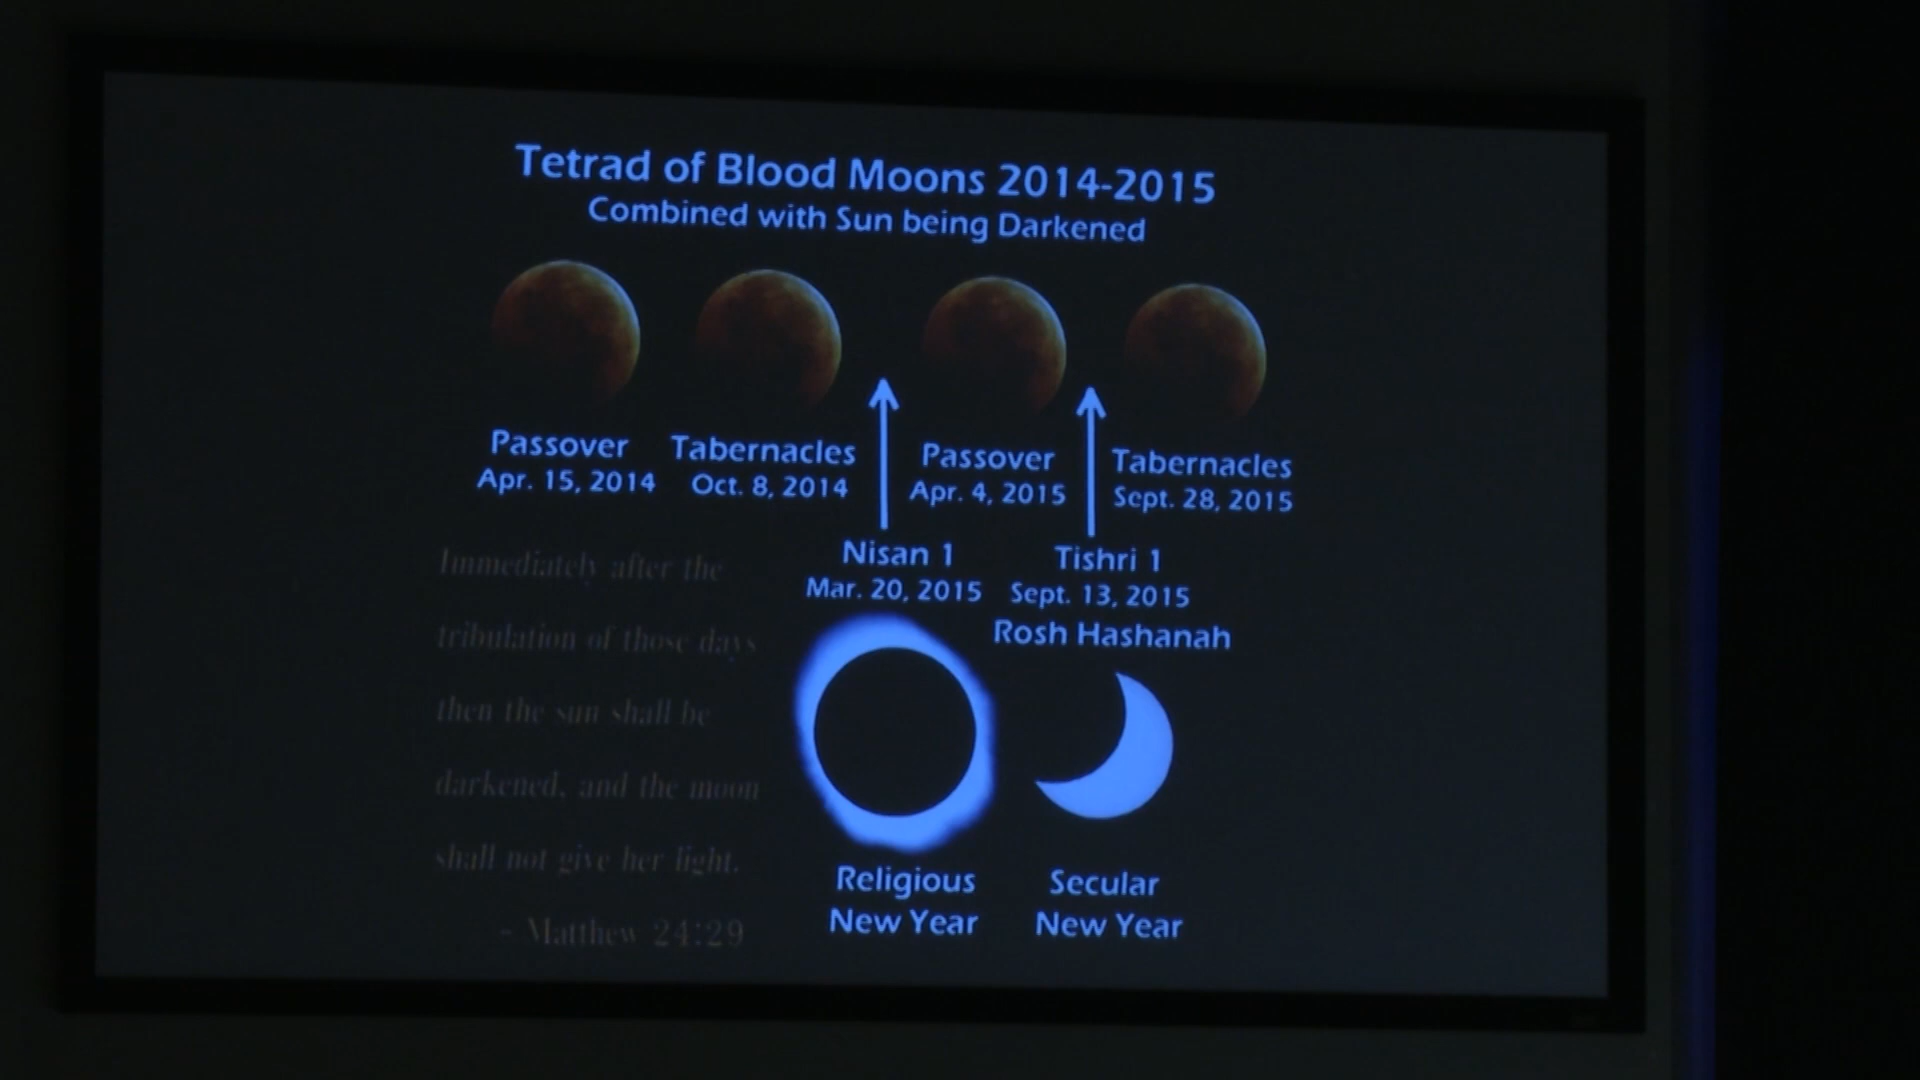 Tetrad of Blood Moons 2014-2015
Combined with Sun being Darkened
Passover
Apr. 15, 2014
Tabernacles
Oct. 8, 2014
Passover
Apr. 4, 2015
Tabernacles
Sept. 28, 2015
Nisan 1
Mar. 20, 2015
Tishri 1
Sept. 13, 2015
Rosh Hashanah
Immediately after the
tribulation of those days
then the sun shall be
darkened, and the moon
shall not give her light.
- Matthew 24:29
Religious
New Year
Secular
New Year